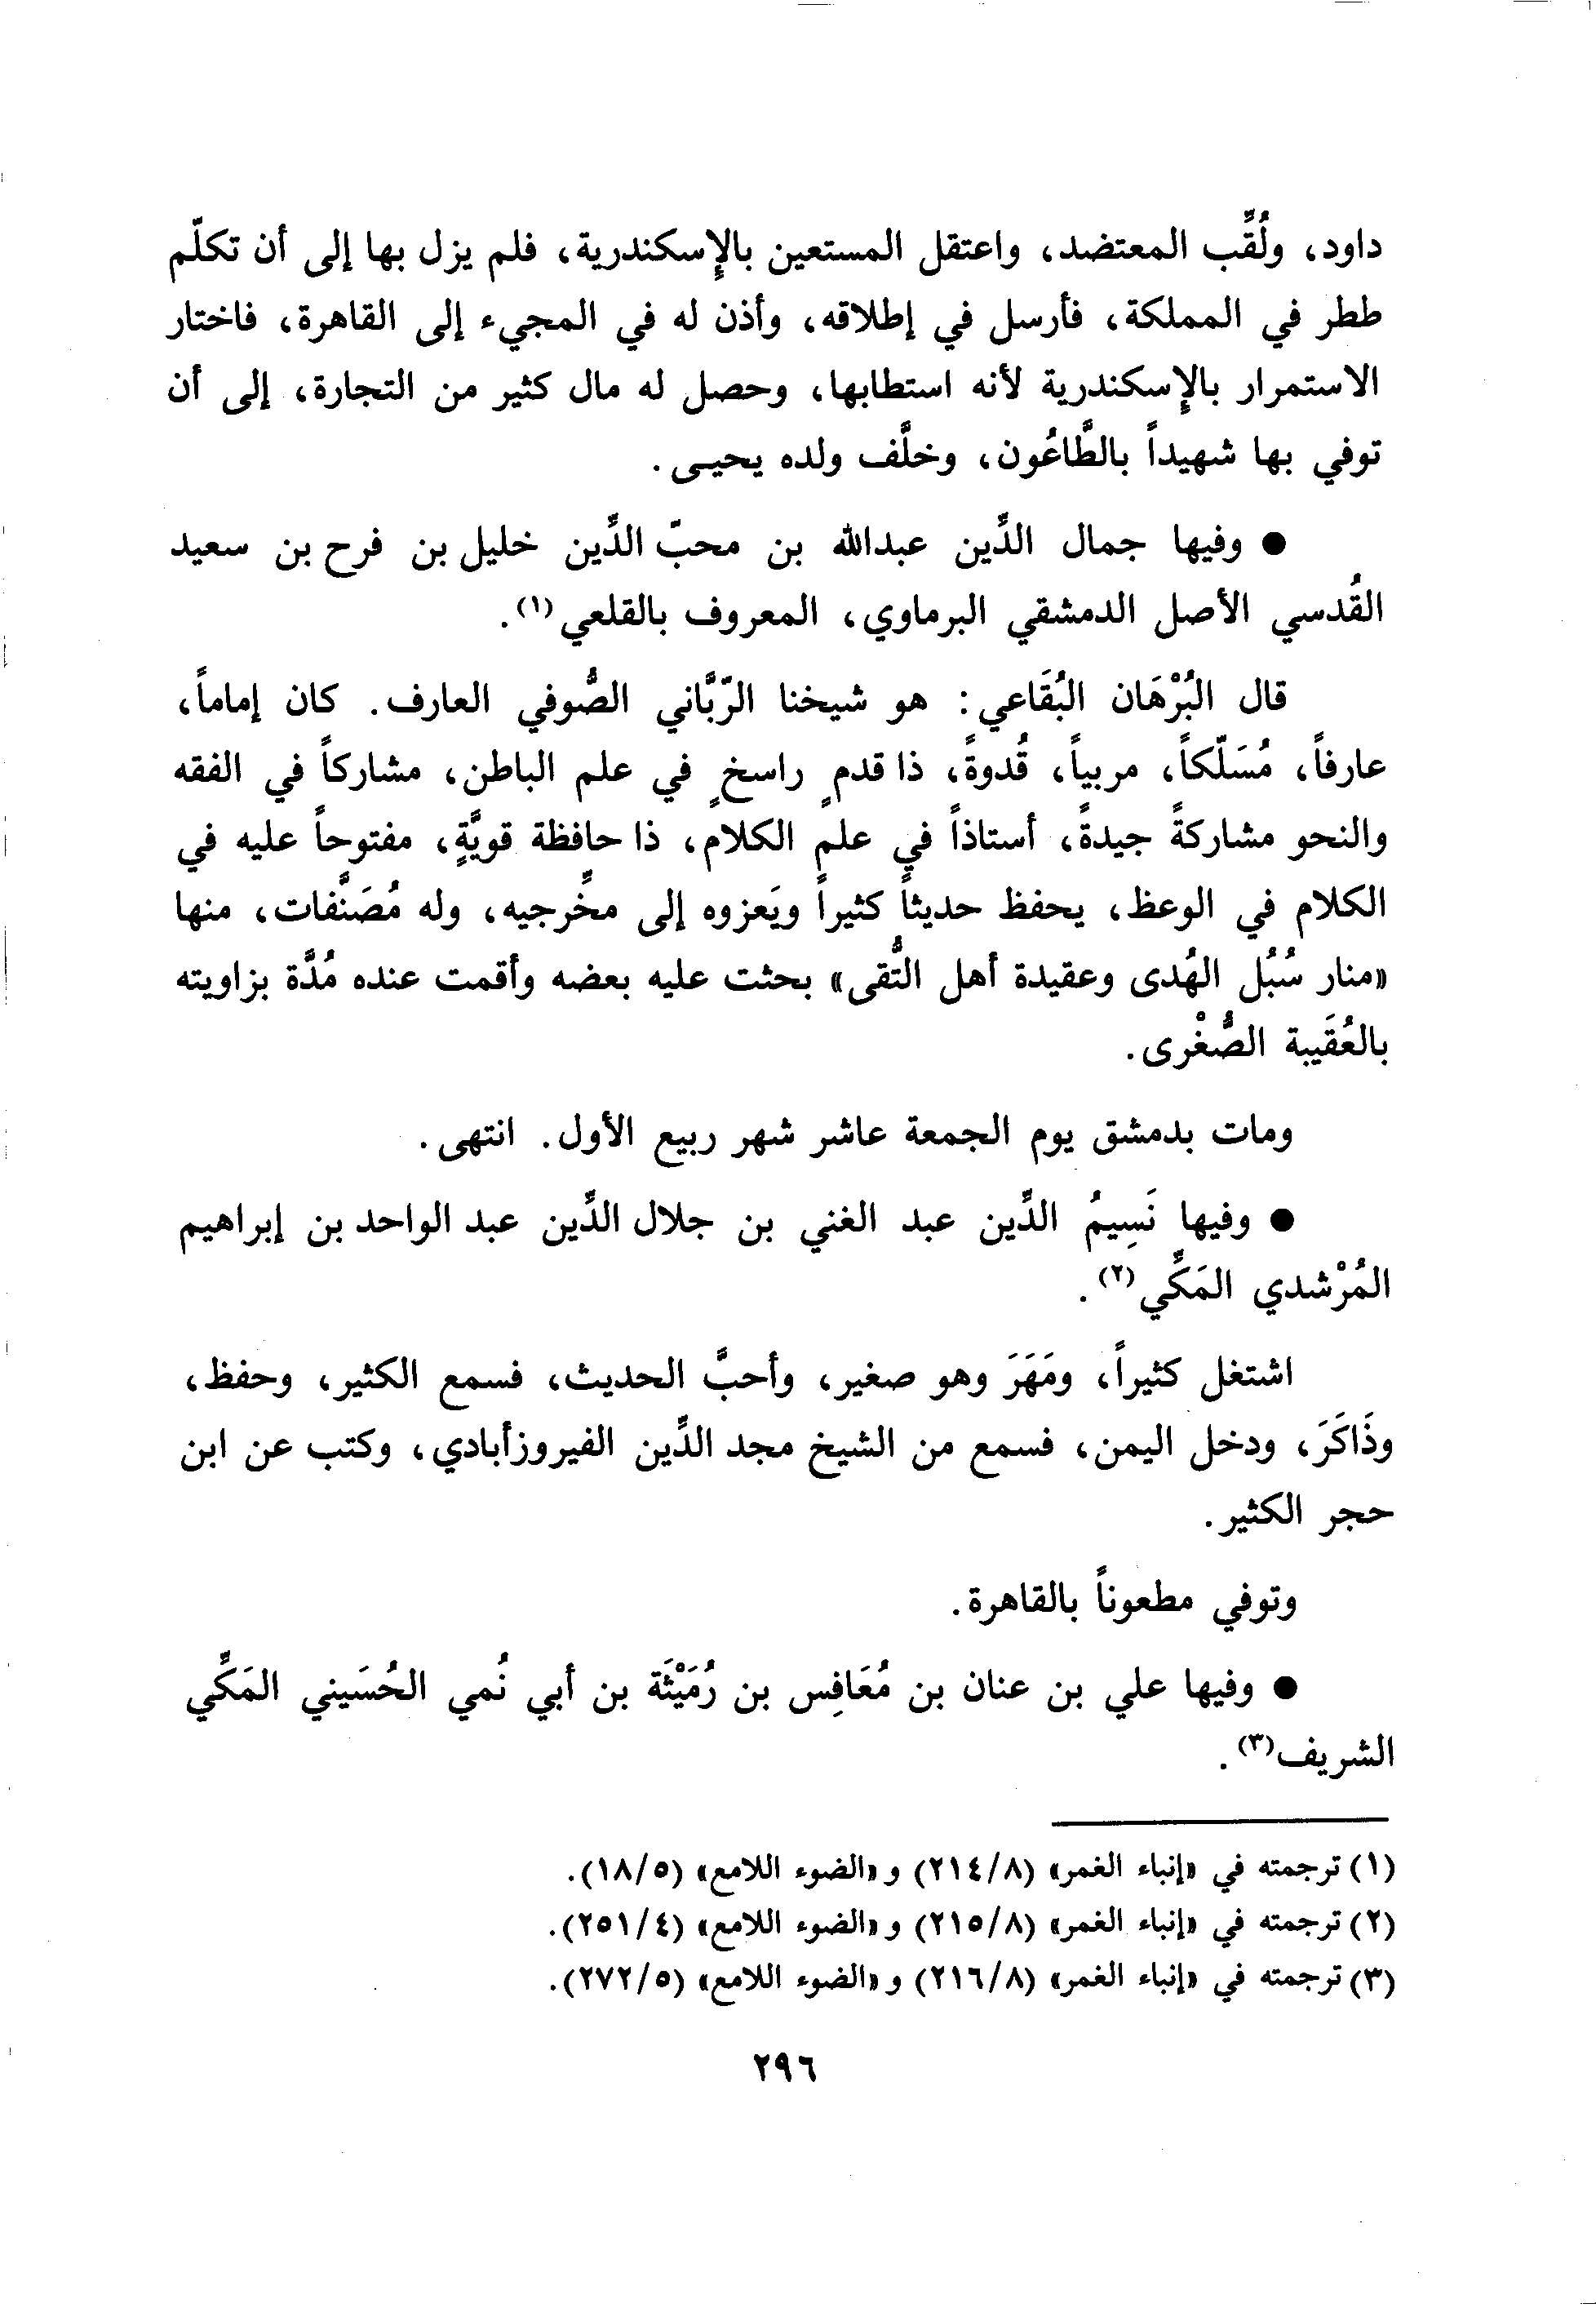 داود، ولُقِّب المعتضد، واعتقل المستعين بالإِسكندرية، فلم يزل بها إلى أن تكلّم
ططر في المملكة، فأرسل في إطلاقه، وأذن له في المجيء إلى القاهرة، فاختار
الاستمرار بالإِسكندرية لأنه استطابها، وحصل له مال كثير من التجارة، إلى أن
توفي بها شهيداً بالطَّاعُون، وخلَّف ولده يحيـى.
● وفيها جمال الدِّين عبدالله بن محبّ الدِّين خليل بن فرح بن سعيد
القُدسي الأصل الدمشقي البرماوي، المعروف بالقلعي(١).
قال البُرْهَان البُقَاعي: هو شيخنا الرّبَّاني الصُّوفي العارف. كان إماماً،
عارفاً، مُسَلّكاً، مربياً، قُدوةً، ذا قدمٍ راسخٍ في علم الباطن، مشاركاً في الفقه
والنحو مشاركةً جيدةً، أستاذاً في علم الكلام، ذا حافظة قويَّةٍ، مفتوحاً عليه في
الكلام في الوعظ، يحفظ حديثاً كثيراً ويَعزوه إلى مخِّرجيه، وله مُصَنَّفات، منها
«منار سُبُل الهُدى وعقيدة أهل التُّقى» بحثت عليه بعضه وأقمت عنده مُدَّة بزاويته
بالعُقَيبة الصُّغْرى.
ومات بدمشق يوم الجمعة عاشر شهر ربيع الأول. انتهى.
● وفيها نَسِيمُ الدِّين عبد الغني بن جلال الدِّين عبد الواحد بن إبراهيم
المُرْشدي المَكِّي(٢).
اشتغل كثيراً، ومَهَرَ وهو صغير، وأحبَّ الحديث، فسمع الكثير، وحفظ،
وذَاكَرَ، ودخل اليمن، فسمع من الشيخ مجد الدِّين الفيروزأبادي، وكتب عن ابن
حجر الكثير.
وتوفي مطعوناً بالقاهرة.
● وفيها علي بن عنان بن مُعَافِس بن رُمَيْثَة بن أبي نُمي الحُسَيني المَكِّي
الشريف(٣).
(١) ترجمته في «إنباء الغمر» (٢١٤/٨) و «الضوء اللامع» (١٨/٥).
(٢) ترجمته في «إنباء الغمر» (٢١٥/٨) و «الضوء اللامع» (٢٥١/٤).
(٣) ترجمته في «إنباء الغمر» (٢١٦/٨) و «الضوء اللامع» (٢٧٢/٥).
٢٩٦